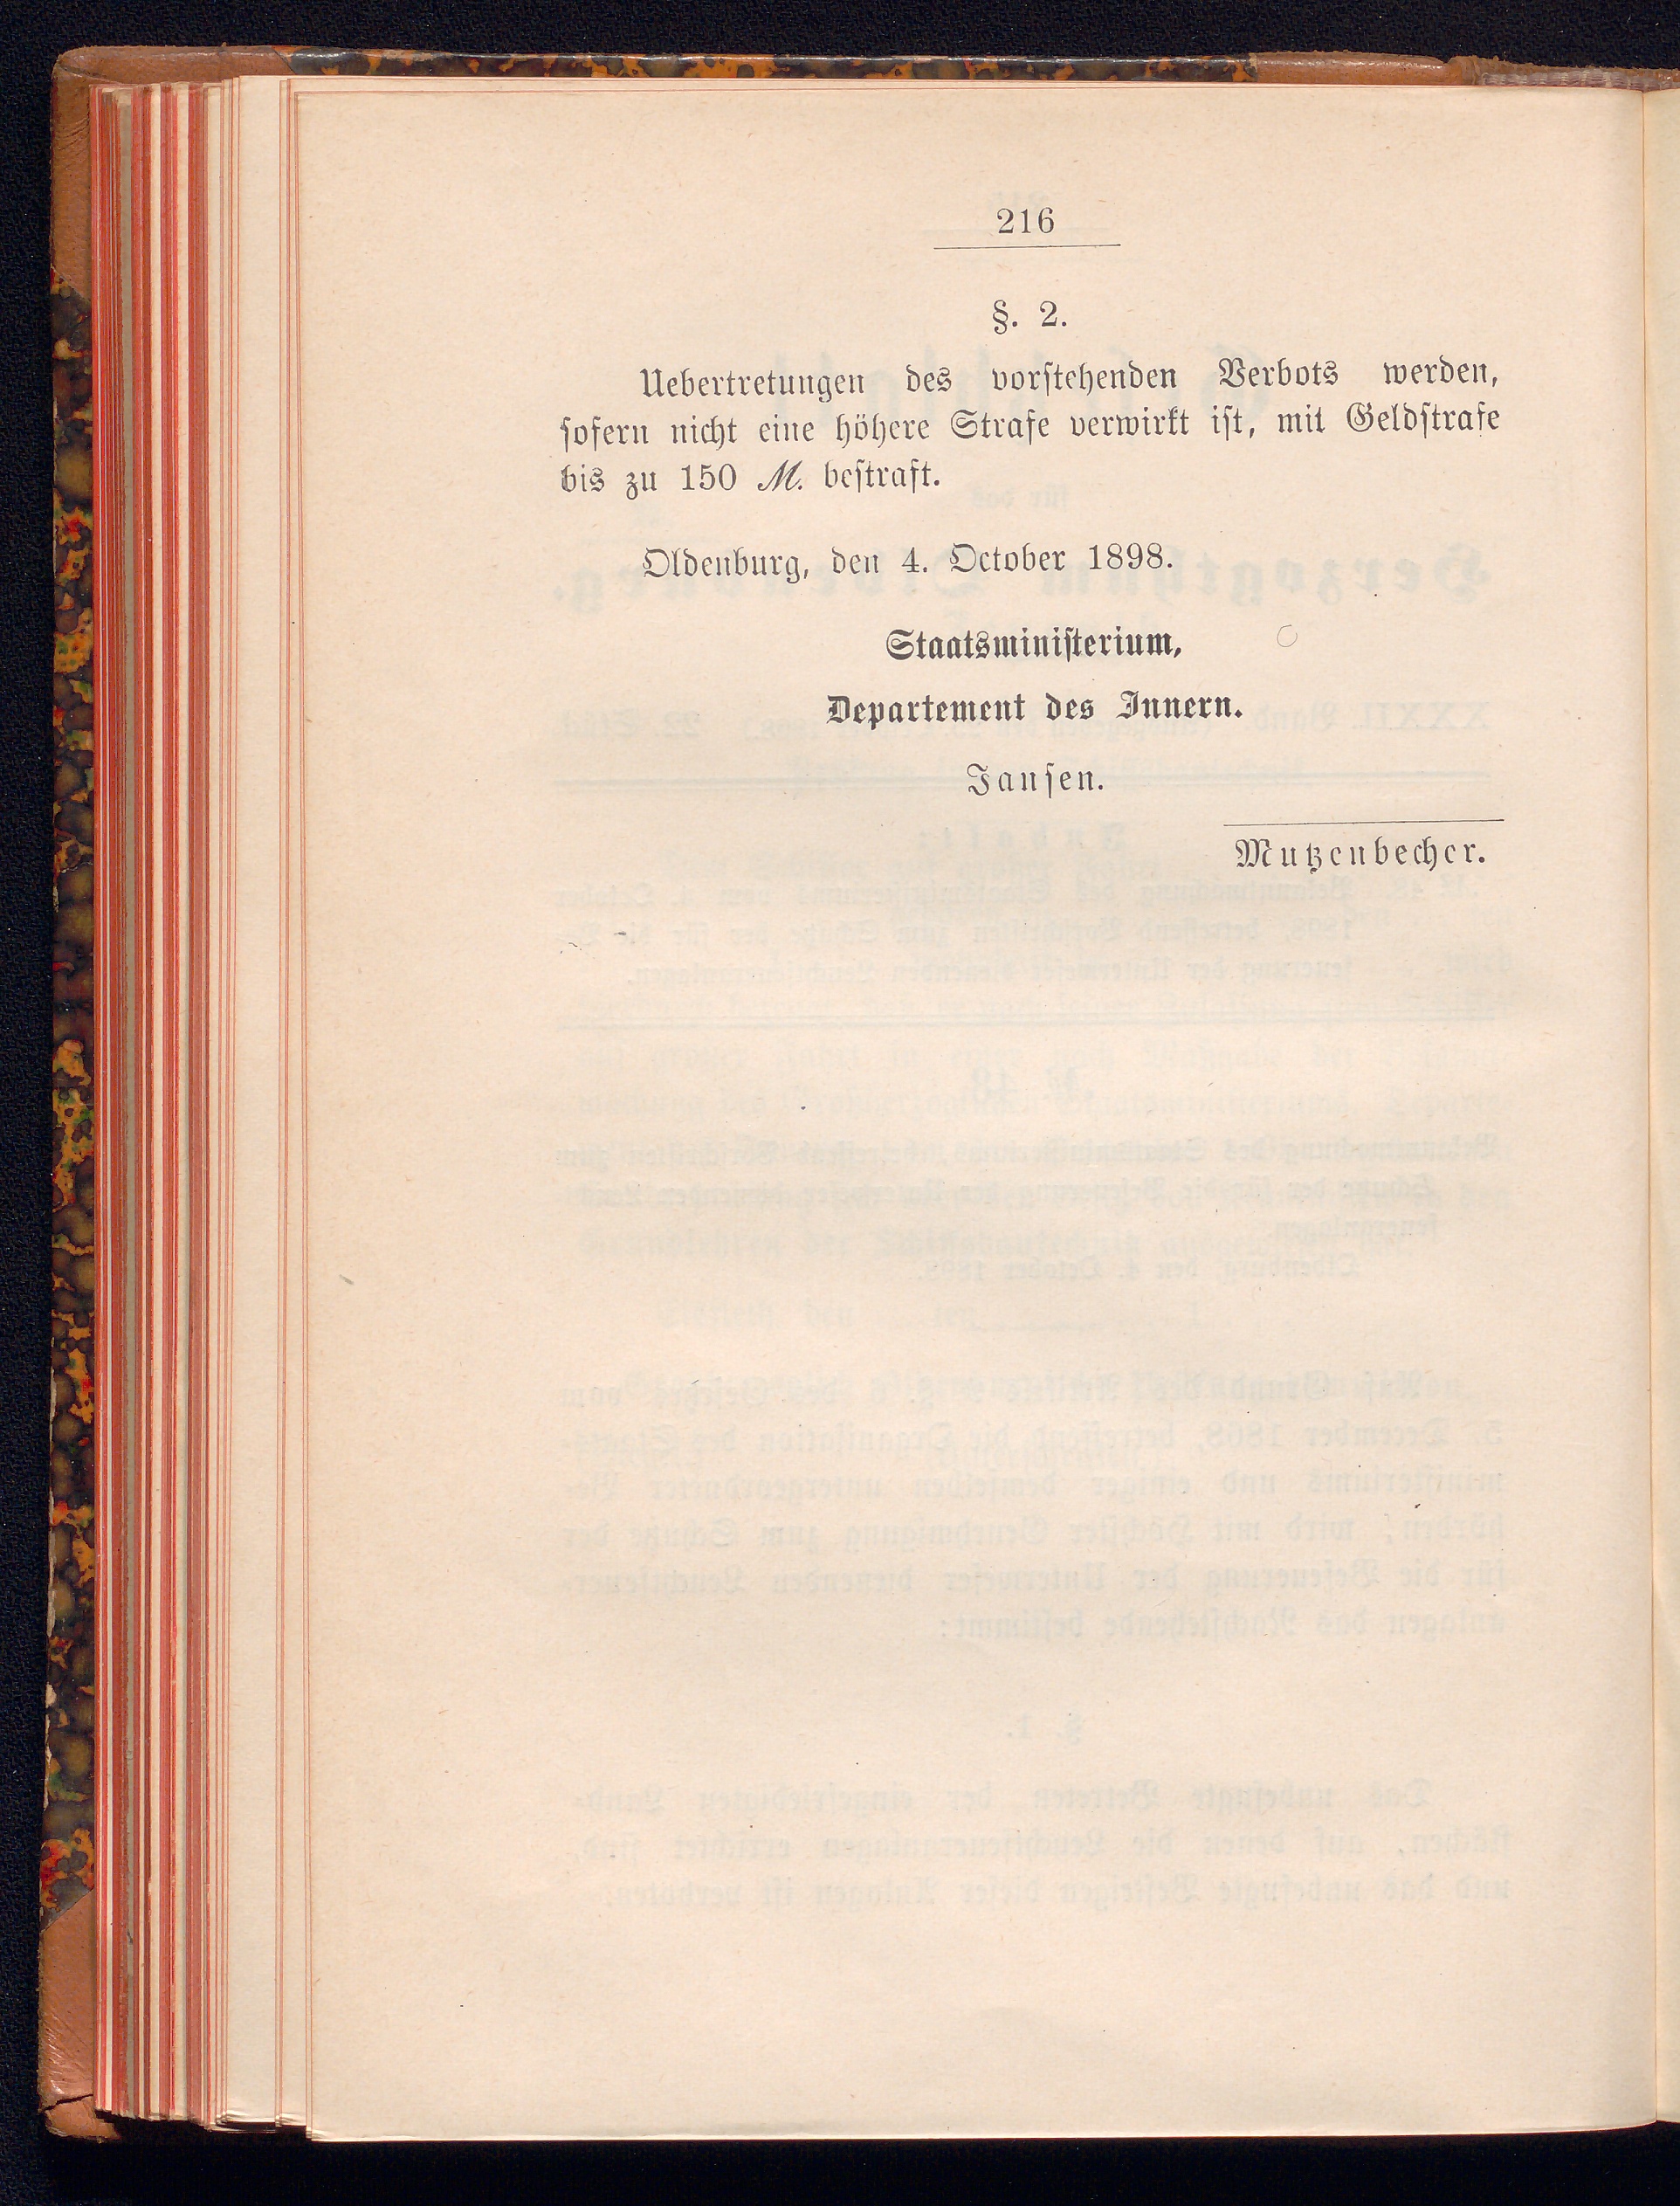 216
§. 2.
Uebertretungen des vorstehenden Verbots werden,
sofern nicht eine höhere Strafe verwirkt ist, mit Geldstrafe
bis zu 150 M. bestraft.
Oldenburg, den 4. October 1898.
Staatsministerium,
Departement des Innern.
Jansen.
Mutzenbecher.